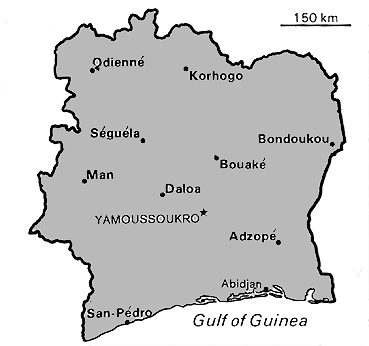 150 km
Odienné
Korhogo
Séguéla
Bondoukou
Bouaké
Man
Daloa
YAMOUSSOUKRO
Adzopé
Abidjan
San-Pédro
Gulf of Guinea